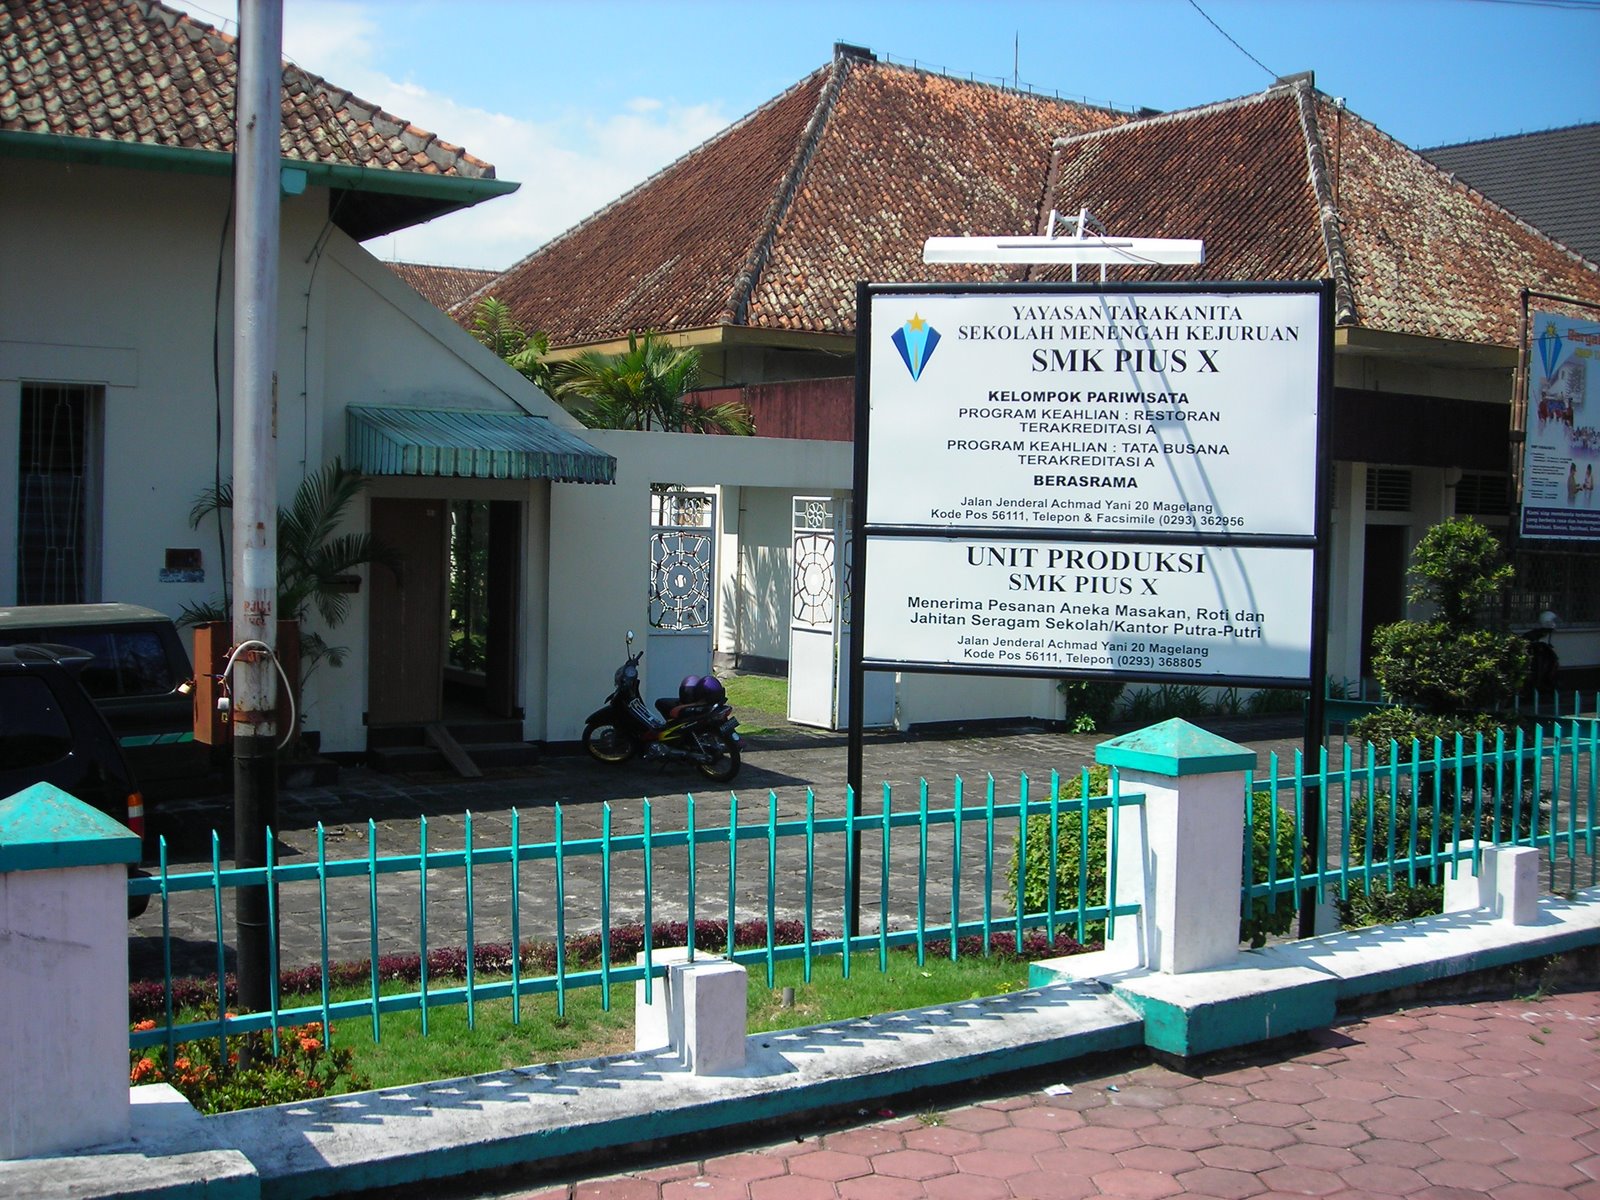 YAYASAN TARAKANITA
SEKOLAH MENENGAH KEJURUAN
SMK PIUS X
KELOMPOK PARIWISATA
PROGRAM KEAHLIAN : RESTORAN
TERAKREDITASI A
PROGRAM KEAHLIAN : TATA BUSANA
TERAKREDITASI A
BERASRAMA
Jalan Jenderal Achmad Yani 20 Magelang
Kode Pos 56111, Telepon & Facsimile (0293) 362956
UNIT PRODUKSI
SMK PIUS X
Menerima Pesanan Aneka Masakan, Roti dan
Jahitan Seragam Sekolah/Kantor Putra-Putri
Jalan Jenderal Achmad Yani 20 Magelang
Kode Pos 56111, Telepon (0293) 368805